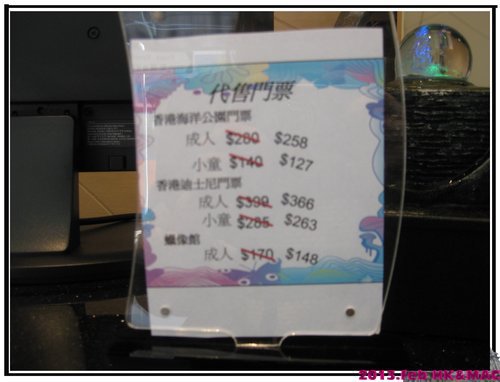 代售門票
香港海洋公園門票
成人 $280 $258
小童 $140 $127
香港迪士尼門票
成人 $399 $366
小童 $285 $263
蠟像館
成人 $170 $148
2015.Feb HK&MAC